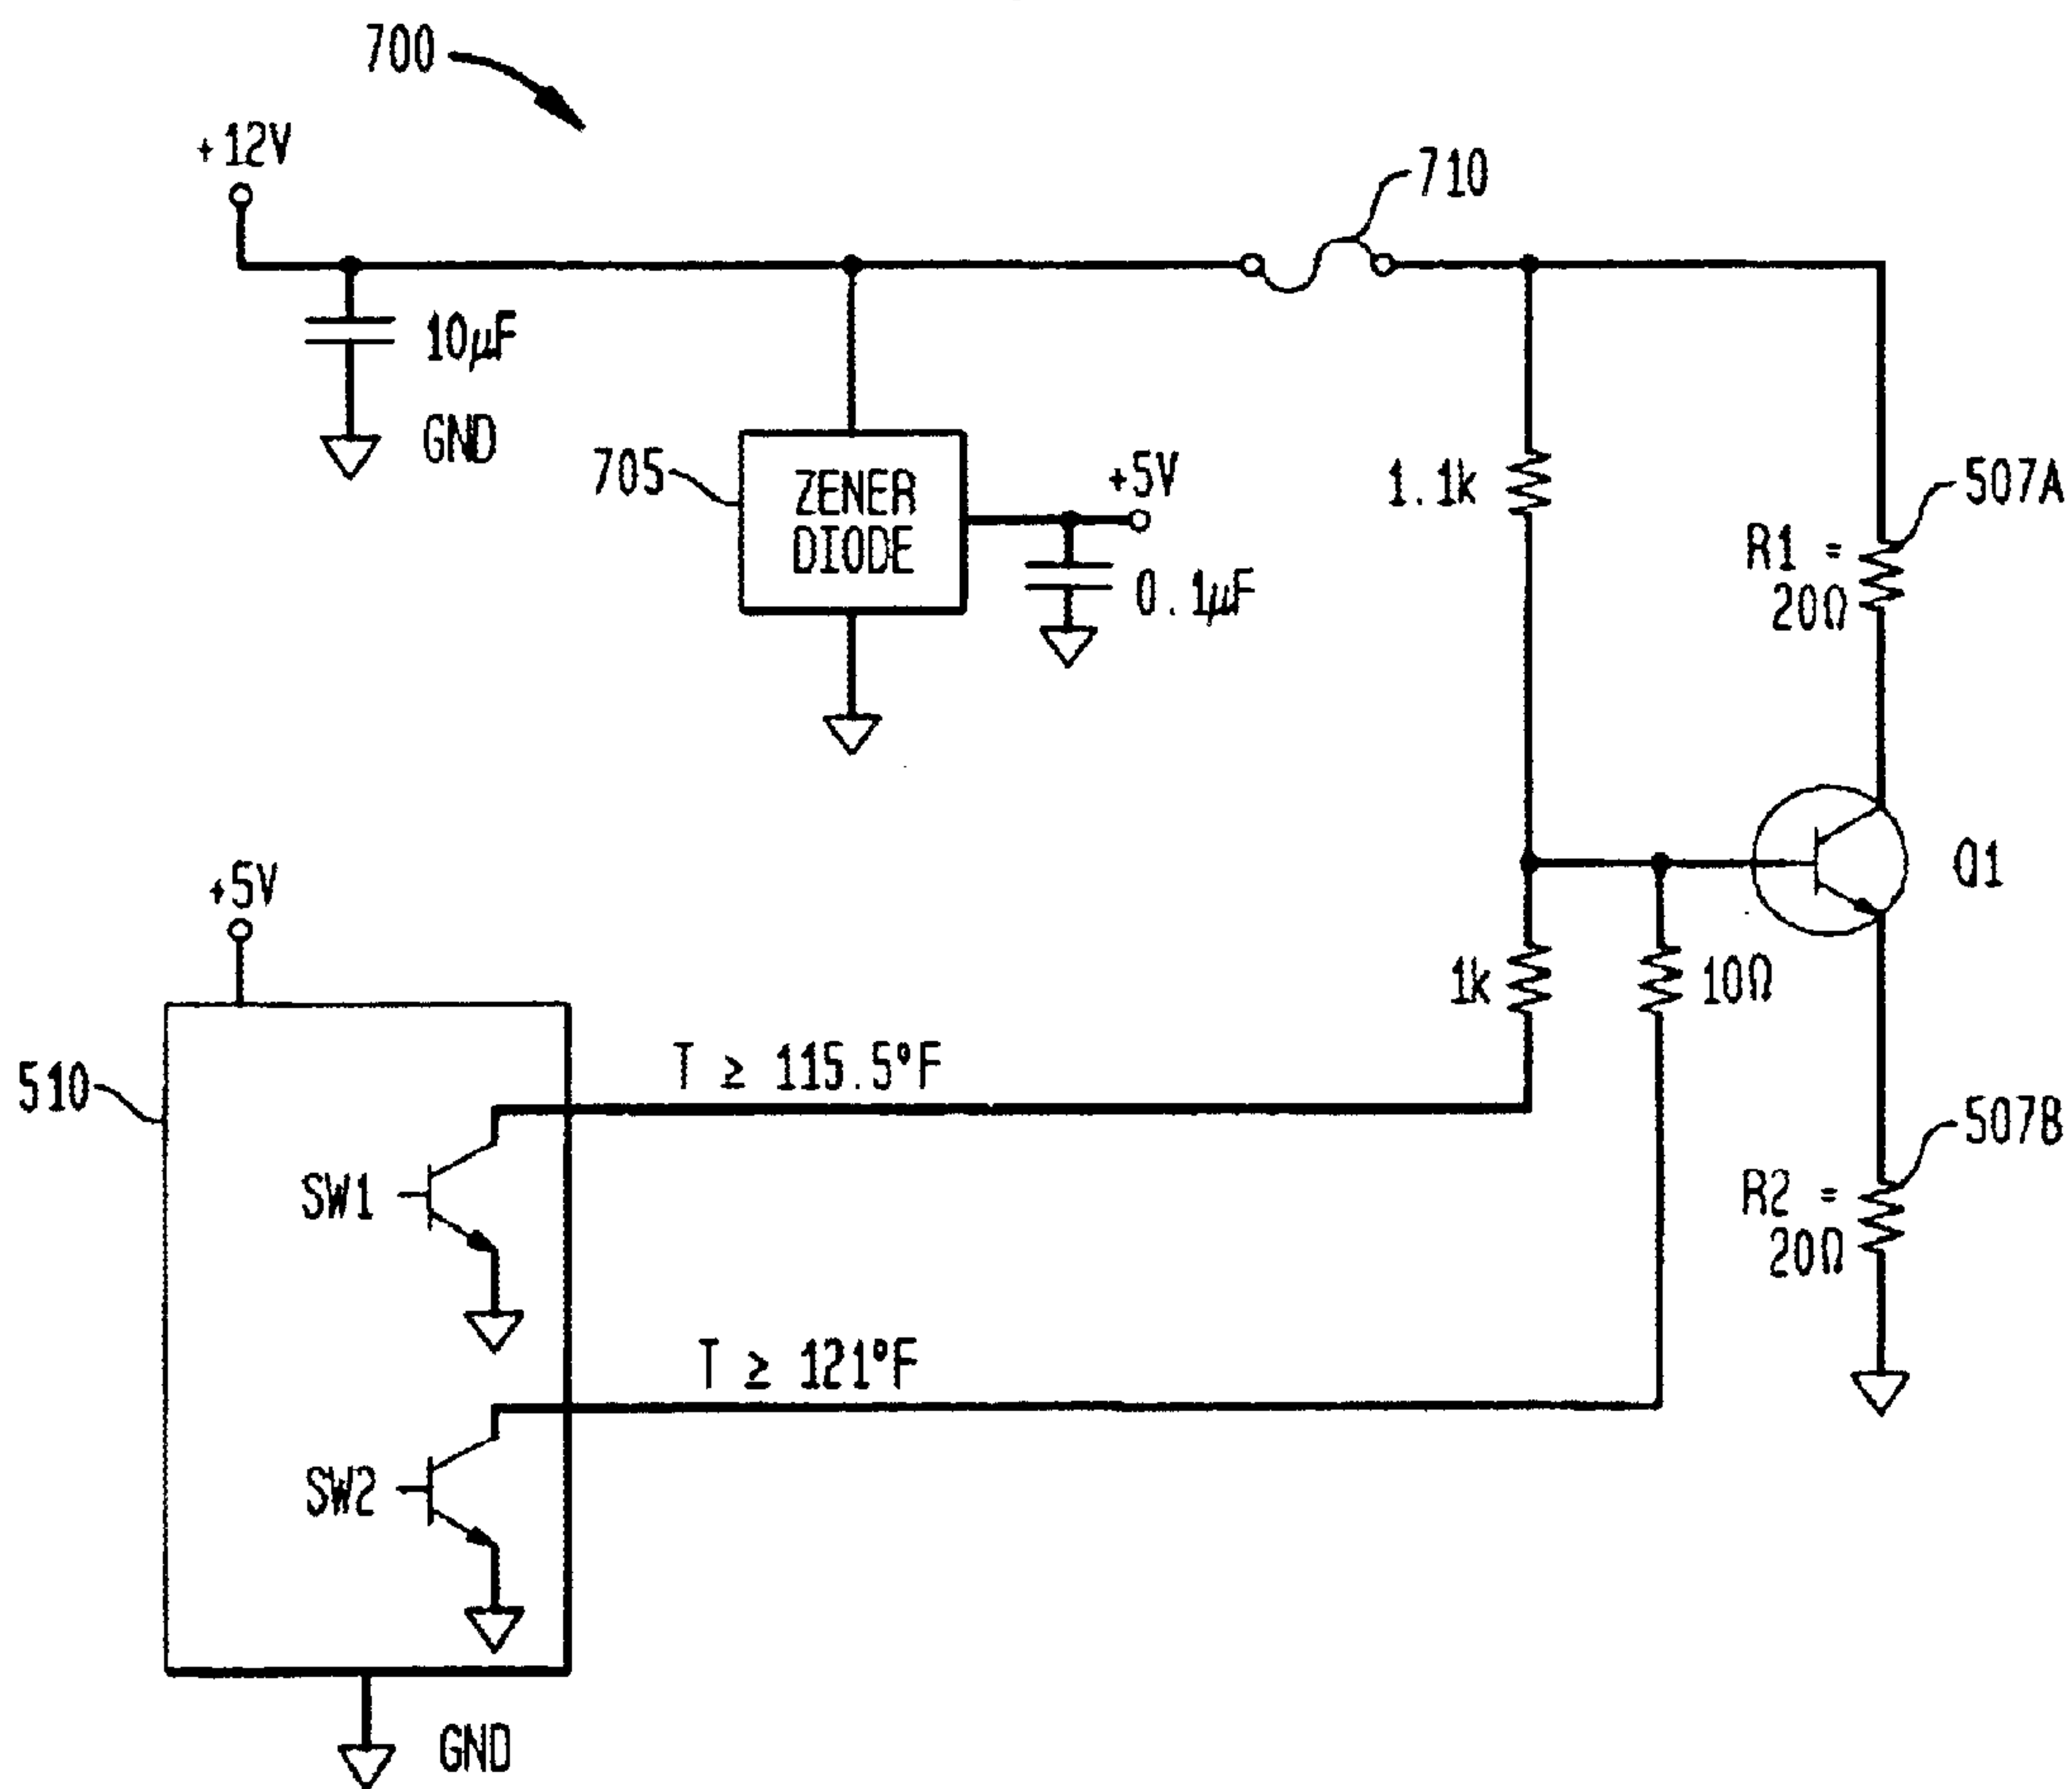 700
+12V
710
10µF
GND
705
ZENER
DIODE
+5V
0.1µF
1.1k
507A
R1 =
20Ω
Q1
+5V
1k
10Ω
510
T ≥ 115.5°F
SW1
507B
R2 =
20Ω
T ≥ 121°F
SW2
GND